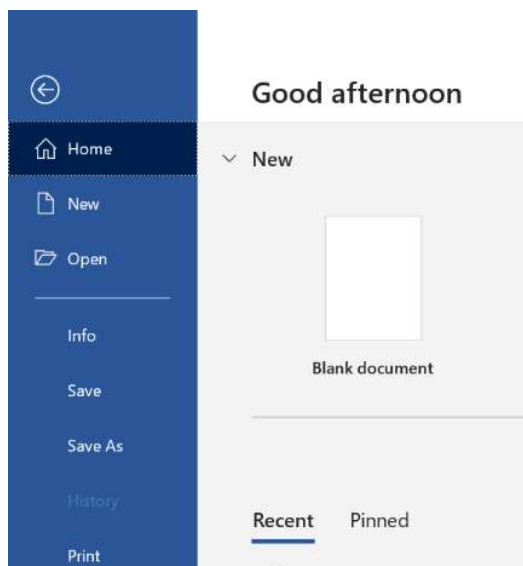 Good afternoon
Home
New
Open
Info
Save
Save As
History
Print
New
Blank document
Recent Pinned